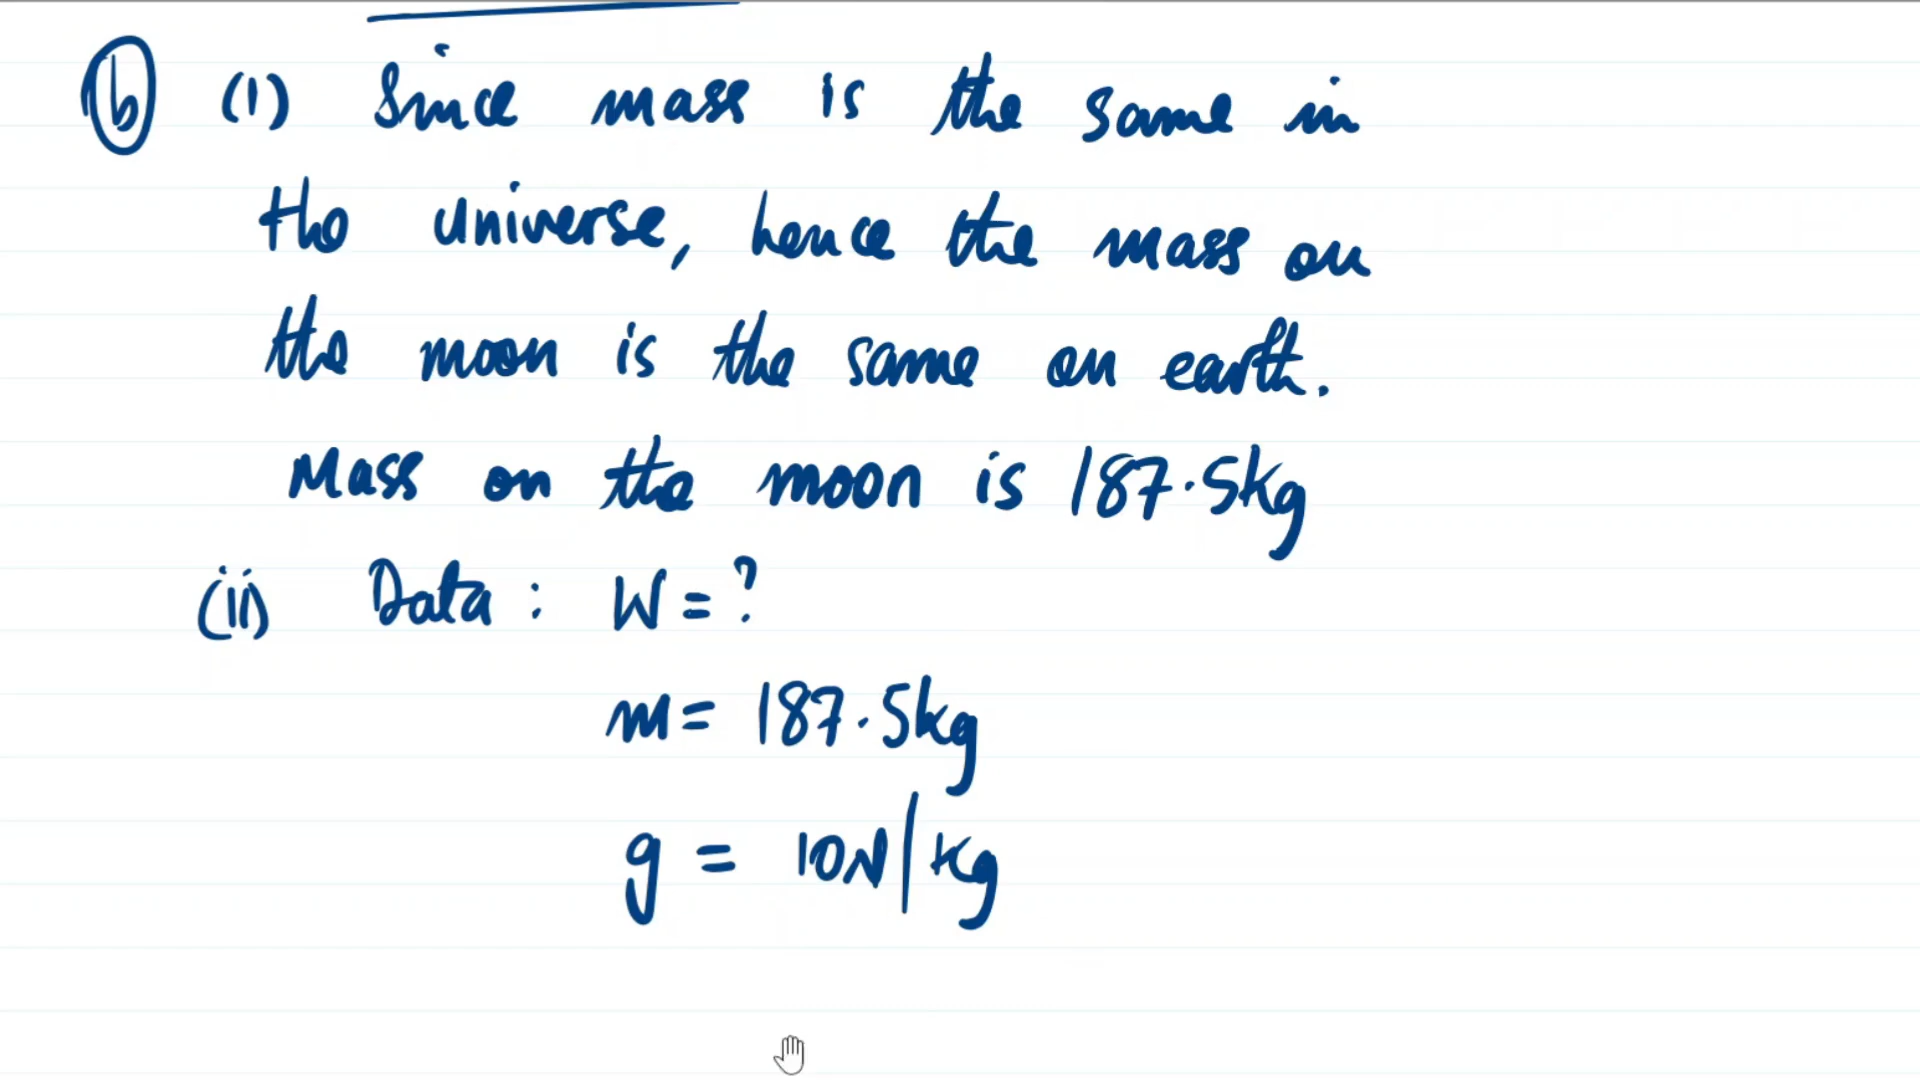 b (i) Since mass is the same in
the universe, hence the mass on
the moon is the same on earth.
Mass on the moon is 187.5kg
(ii) Data : W = ?
m = 187.5kg
g = 10N/kg